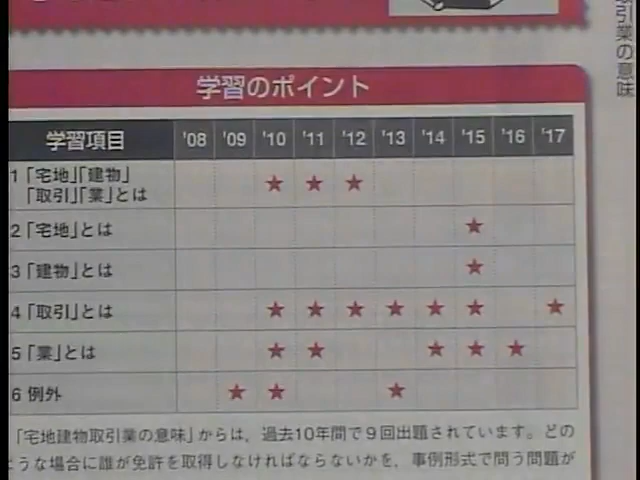 引業の意味
学習のポイント
学習項目 '08 '09 '10 '11 '12 '13 '14 '15 '16 '17
1「宅地」「建物」
「取引」「業」とは ★ ★ ★
2「宅地」とは ★
3「建物」とは ★
4「取引」とは ★ ★ ★ ★ ★ ★ ★
5「業」とは ★ ★ ★ ★ ★
6 例外 ★ ★ ★
「宅地建物取引業の意味」からは，過去10年間で９回出題されています。どの
うな場合に誰が免許を取得しなければならないかを，事例形式で問う問題が